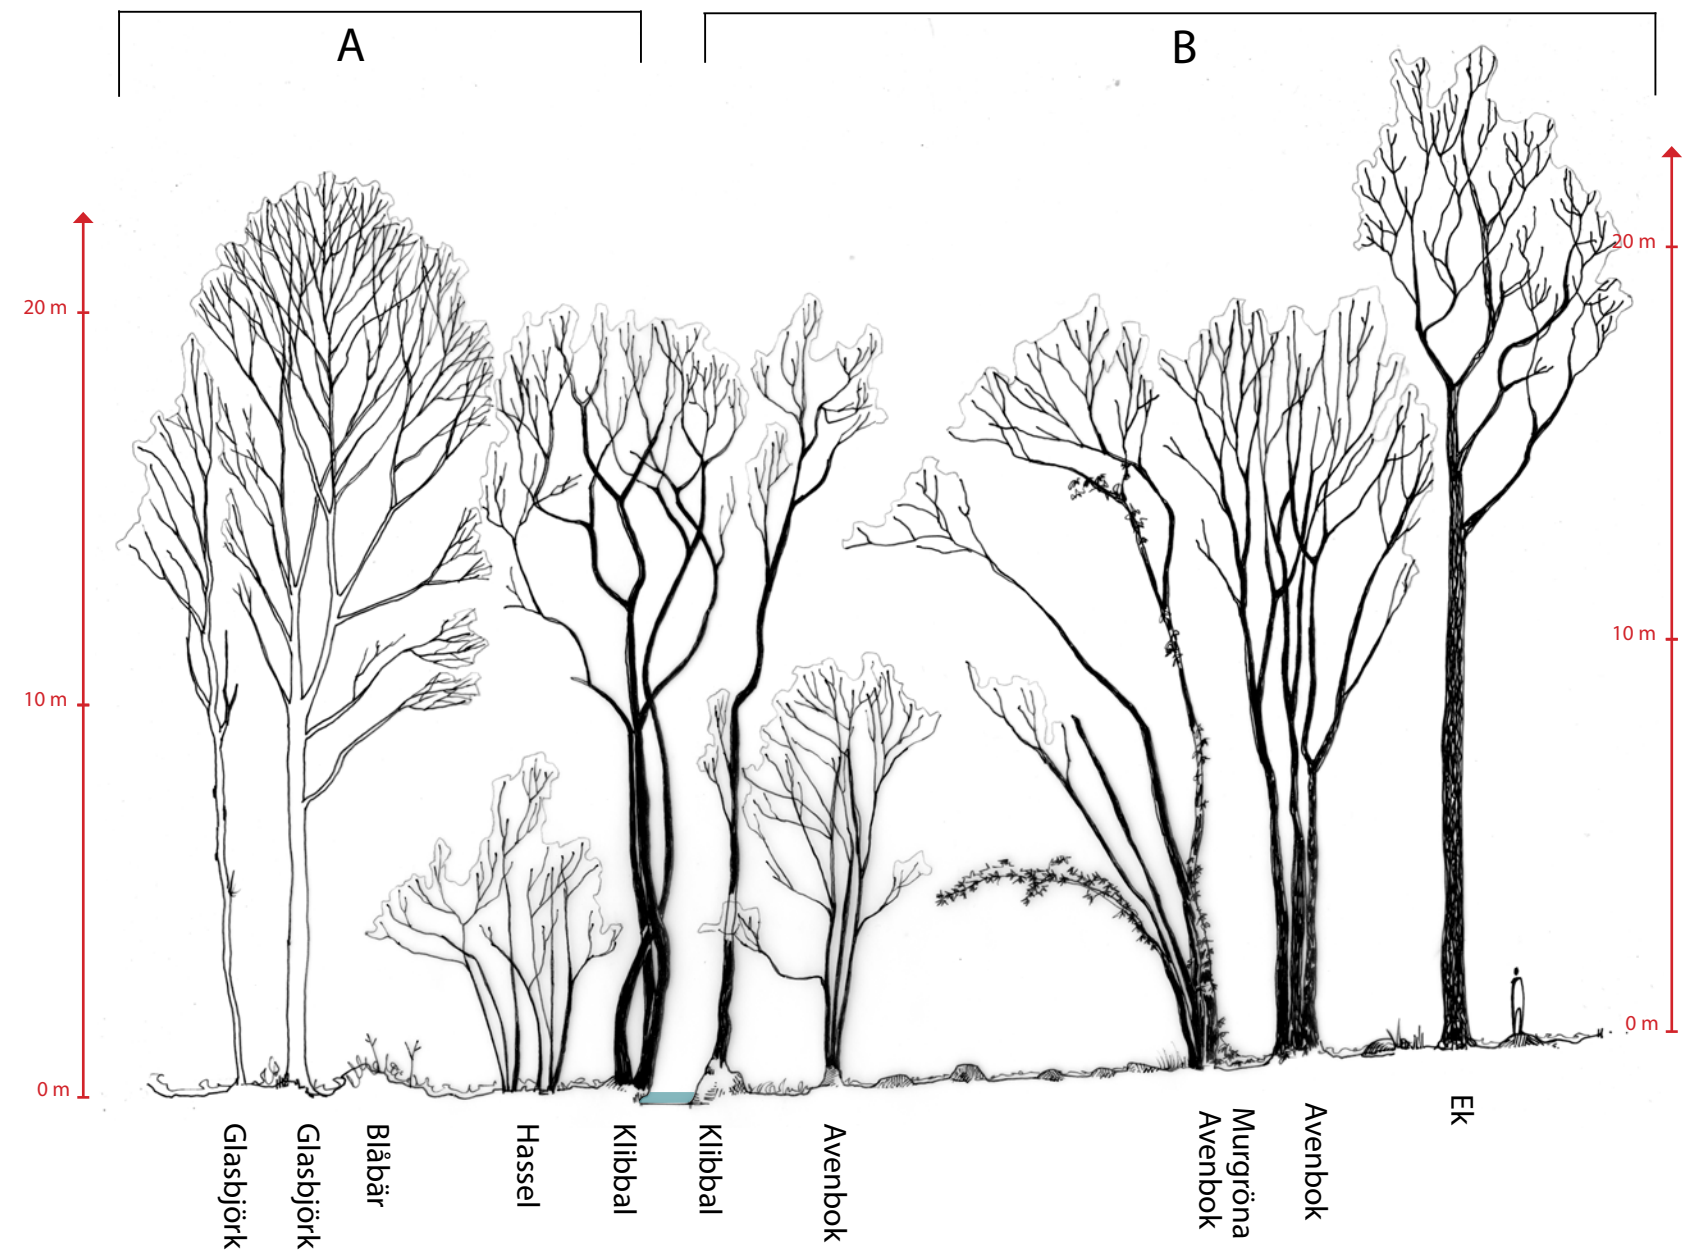 A
B
20 m
10 m
0 m
20 m
10 m
0 m
Glasbjörk
Glasbjörk
Blåbär
Hassel
Klibbal
Klibbal
Avenbok
Avenbok
Murgröna
Avenbok
Ek